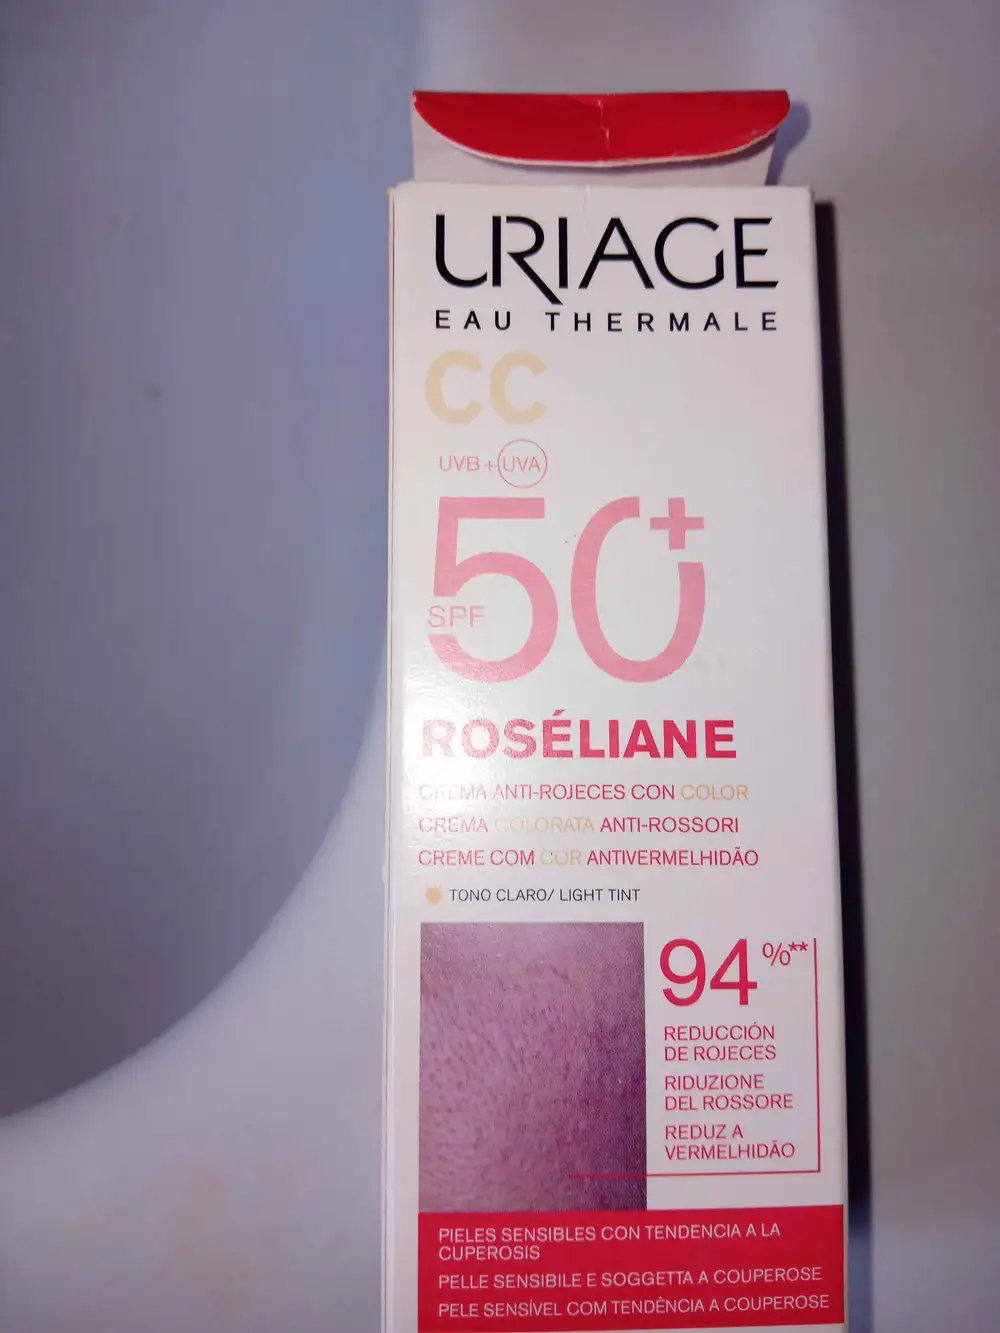 URIAGE
EAU THERMALE
CC
UVB + UVA
50+
SPF
ROSÉLIANE
CREMA ANTI-ROJECES CON COLOR
CREMA COLORATA ANTI-ROSSORI
CREME COM COR ANTIVERMELHIDÃO
TONO CLARO/ LIGHT TINT
94%**
REDUCCIÓN
DE ROJECES
RIDUZIONE
DEL ROSSORE
REDUZ A
VERMELHIDÃO
PIELES SENSIBLES CON TENDENCIA A LA
CUPEROSIS
PELLE SENSIBILE E SOGGETTA A COUPEROSE
PELE SENSÍVEL COM TENDÊNCIA A COUPEROSE